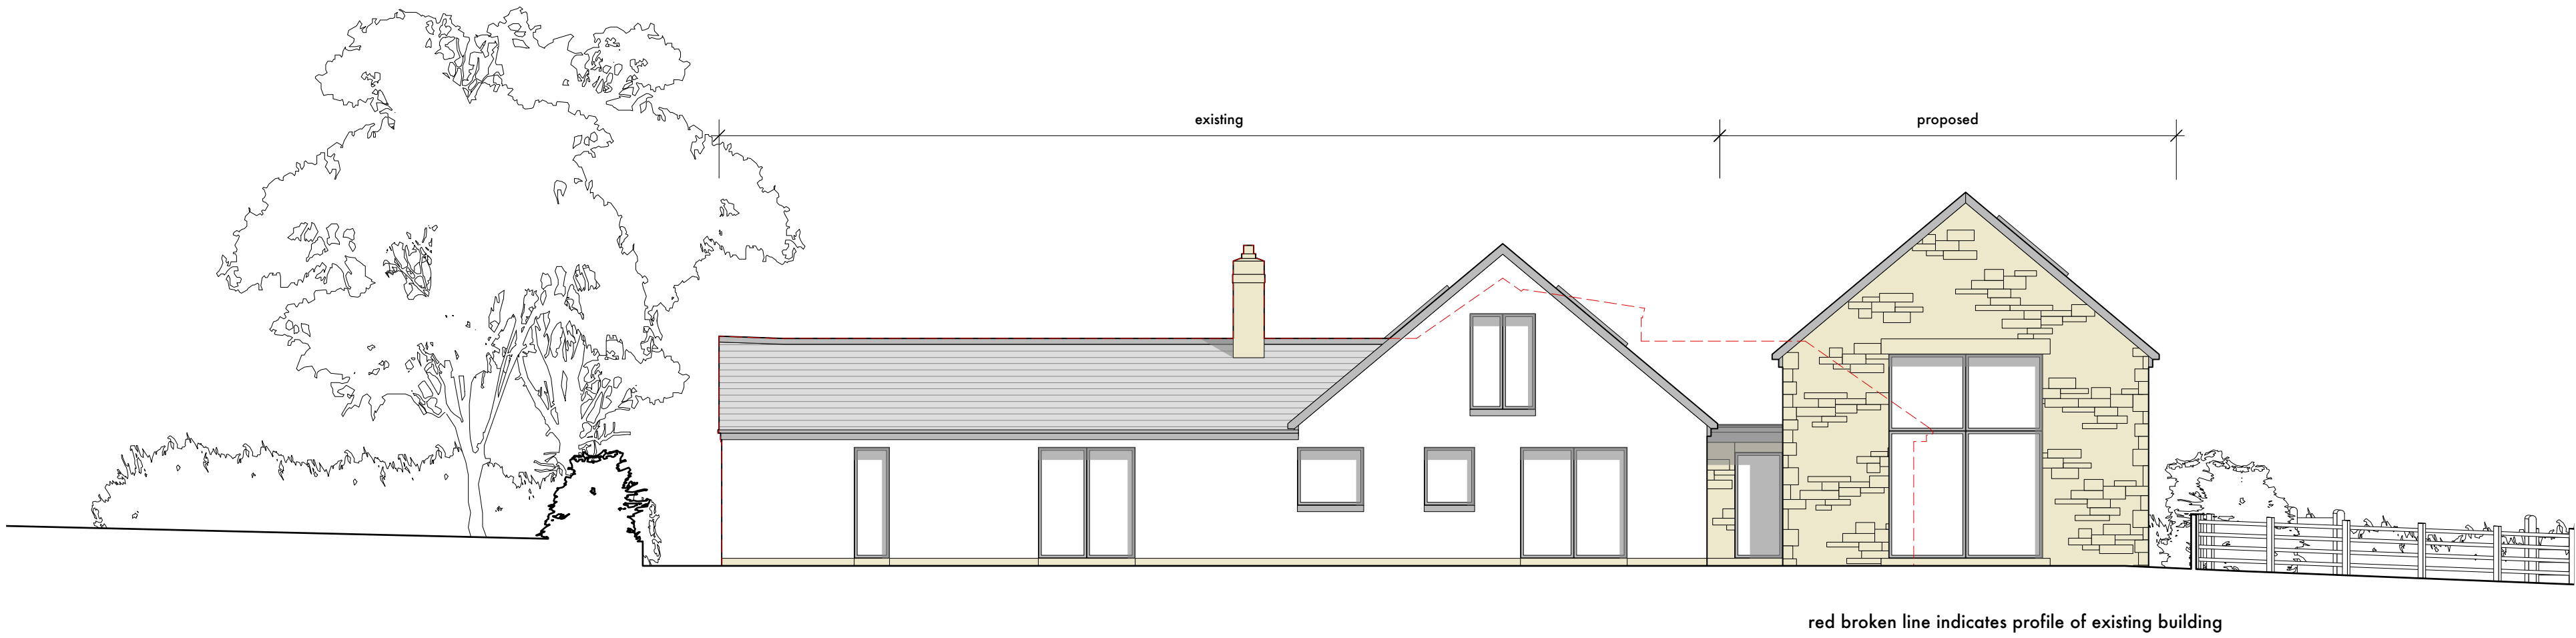 existing
proposed
red broken line indicates profile of existing building